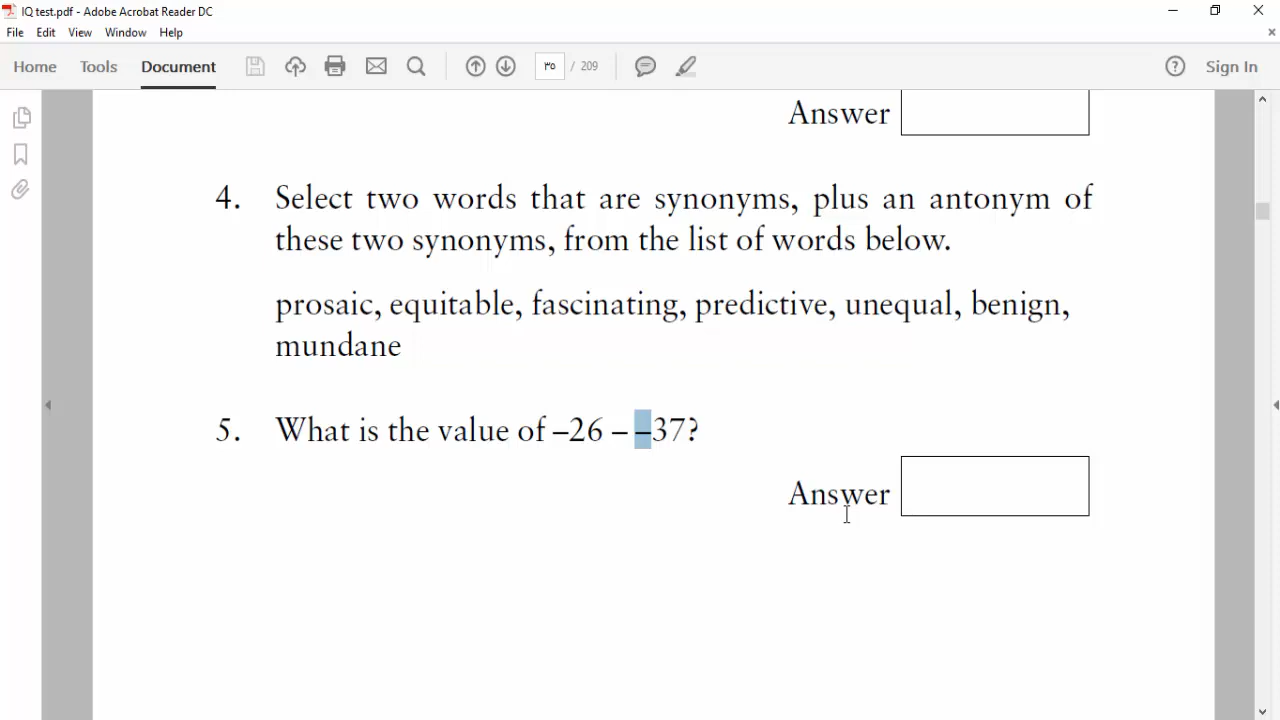 IQ test.pdf - Adobe Acrobat Reader DC
File Edit View Window Help
Home Tools Document ٣٥ / 209 Sign In
Answer
4. Select two words that are synonyms, plus an antonym of
these two synonyms, from the list of words below.
prosaic, equitable, fascinating, predictive, unequal, benign,
mundane
5. What is the value of –26 – –37?
Answer